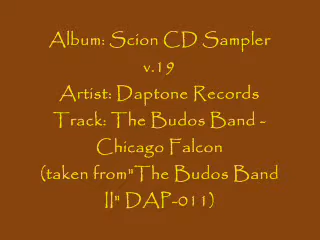 Album: Scion CD Sampler
v.19
Artist: Daptone Records
Track: The Budos Band -
Chicago Falcon
(taken from"The Budos Band
II" DAP-011)